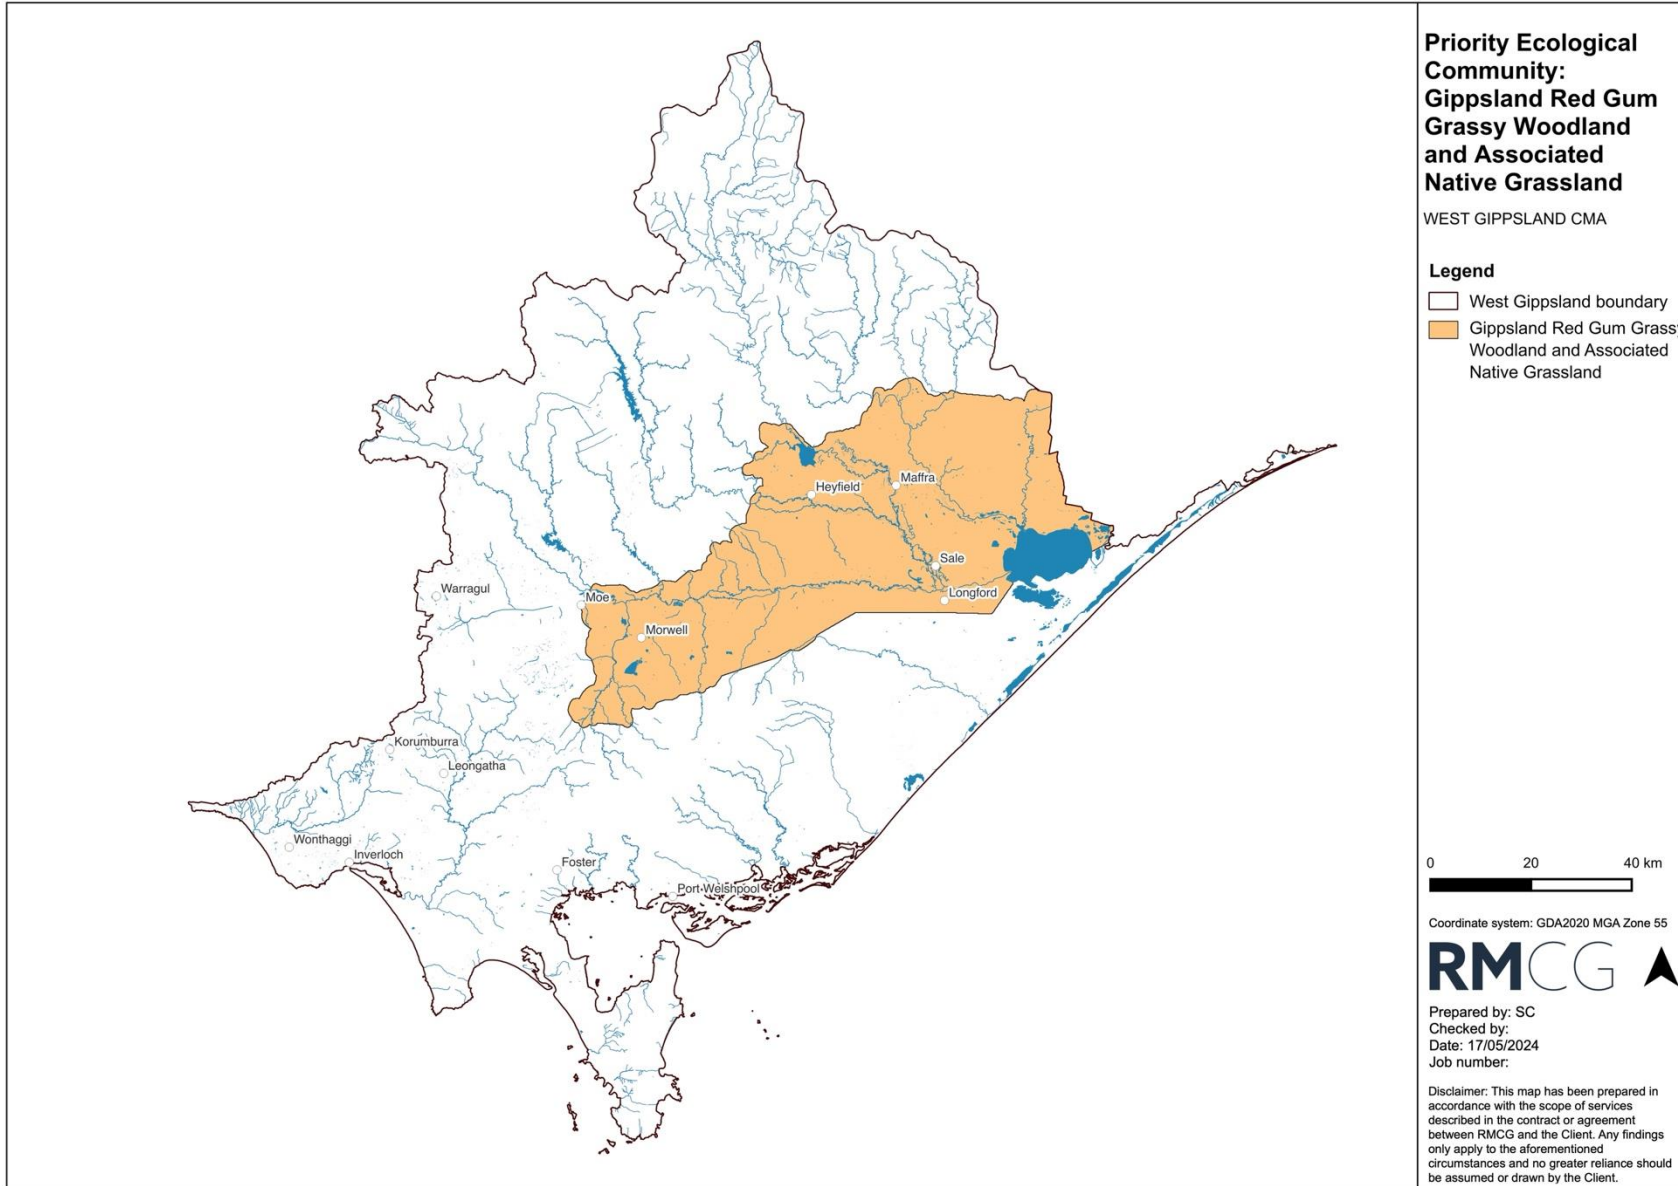 Priority Ecological
Community:
Gippsland Red Gum
Grassy Woodland
and Associated
Native Grassland
WEST GIPPSLAND CMA
Legend
West Gippsland boundary
Gippsland Red Gum Grassy
Woodland and Associated
Native Grassland
Heyfield
Maffra
Sale
Longford
Warragul
Moe
Morwell
Korumburra
Leongatha
Wonthaggi
Inverloch
Foster
Port Welshpool
0 20 40 km
Coordinate system: GDA2020 MGA Zone 55
RMCG
Prepared by: SC
Checked by:
Date: 17/05/2024
Job number:
Disclaimer: This map has been prepared in
accordance with the scope of services
described in the contract or agreement
between RMCG and the Client. Any findings
only apply to the aforementioned
circumstances and no greater reliance should
be assumed or drawn by the Client.